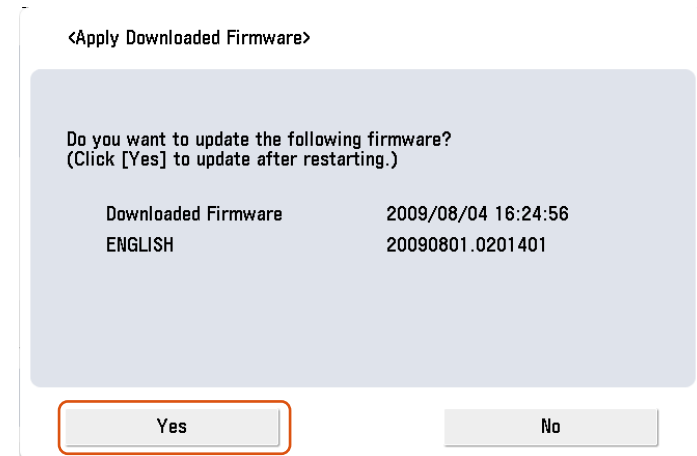 <Apply Downloaded Firmware>
Do you want to update the following firmware?
(Click [Yes] to update after restarting.)
Downloaded Firmware 2009/08/04 16:24:56
ENGLISH 20090801.0201401
Yes No